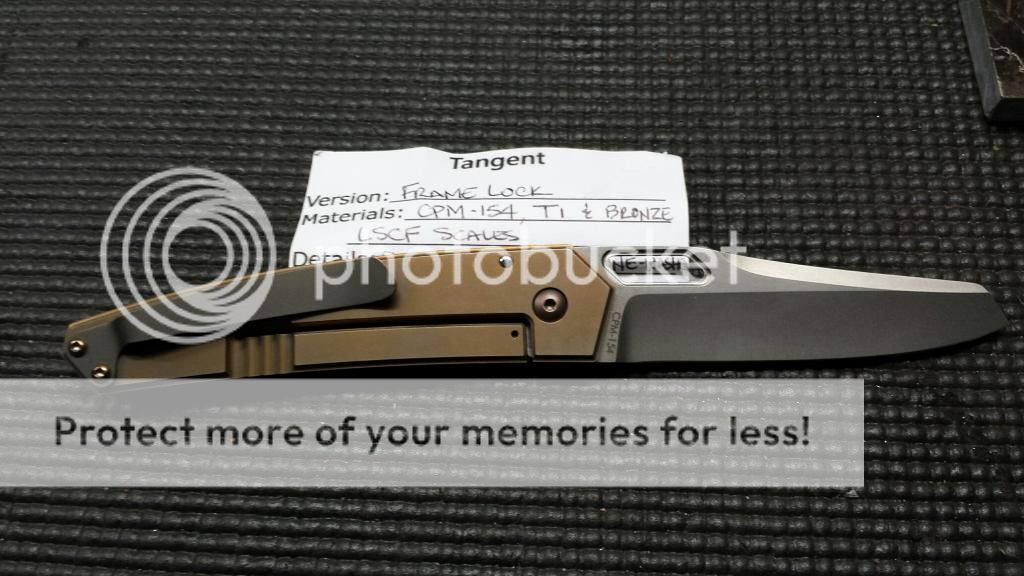 Tangent
Version: FRAME LOCK
Materials: CPM-154, TI & BRONZE
LSCF SCALES
Details
photobucket
CPM-154
Protect more of your memories for less!